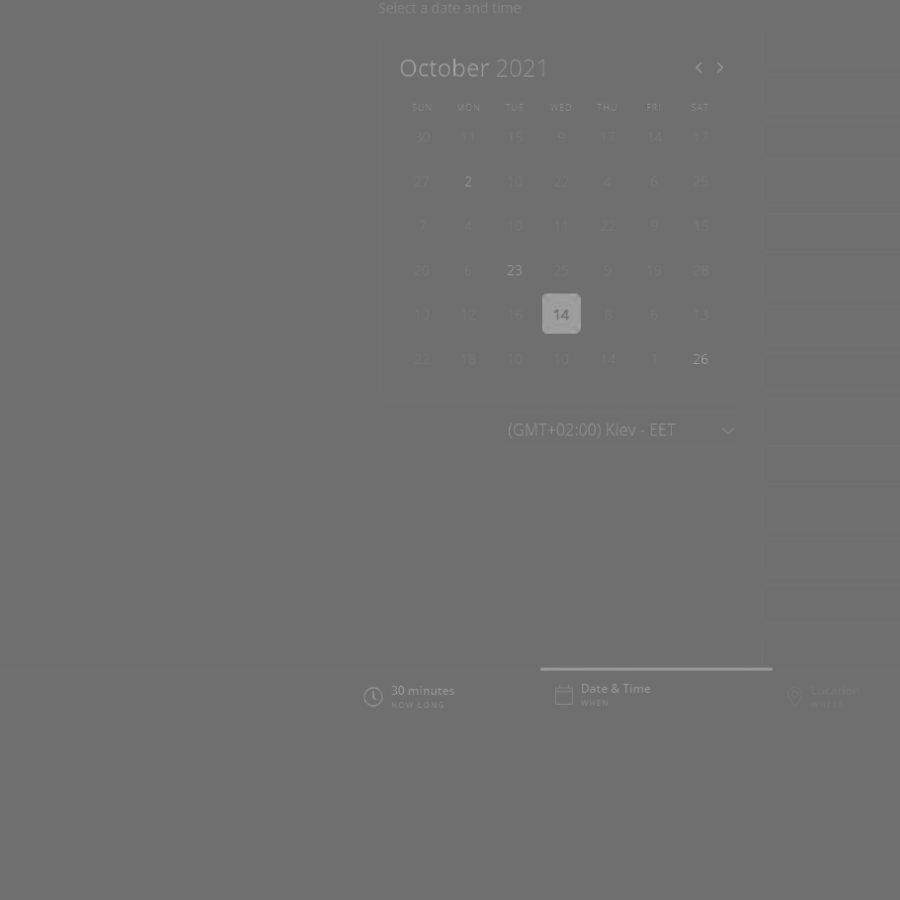 Select a date and time
October 2021
SUN MON TUE WED THU FRI SAT
30 31 15 9 17 14 17
27 2 10 22 4 6 25
7 4 10 11 22 9 15
20 5 23 25 9 19 28
10 12 16 14 8 6 13
22 18 19 10 14 1 26
(GMT+02:00) Kiev - EET
30 minutes
HOW LONG
Date & Time
WHEN
Location
WHERE